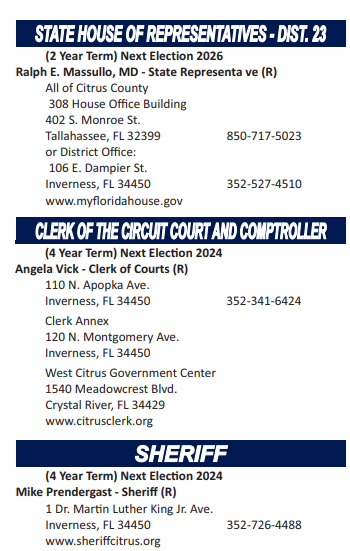 STATE HOUSE OF REPRESENTATIVES - DIST. 23
(2 Year Term) Next Election 2026
Ralph E. Massullo, MD - State Representa ve (R)
All of Citrus County
308 House Office Building
402 S. Monroe St.
Tallahassee, FL 32399 850-717-5023
or District Office:
106 E. Dampier St.
Inverness, FL 34450 352-527-4510
www.myfloridahouse.gov
CLERK OF THE CIRCUIT COURT AND COMPTROLLER
(4 Year Term) Next Election 2024
Angela Vick - Clerk of Courts (R)
110 N. Apopka Ave.
Inverness, FL 34450 352-341-6424
Clerk Annex
120 N. Montgomery Ave.
Inverness, FL 34450
West Citrus Government Center
1540 Meadowcrest Blvd.
Crystal River, FL 34429
www.citrusclerk.org
SHERIFF
(4 Year Term) Next Election 2024
Mike Prendergast - Sheriff (R)
1 Dr. Martin Luther King Jr. Ave.
Inverness, FL 34450 352-726-4488
www.sheriffcitrus.org